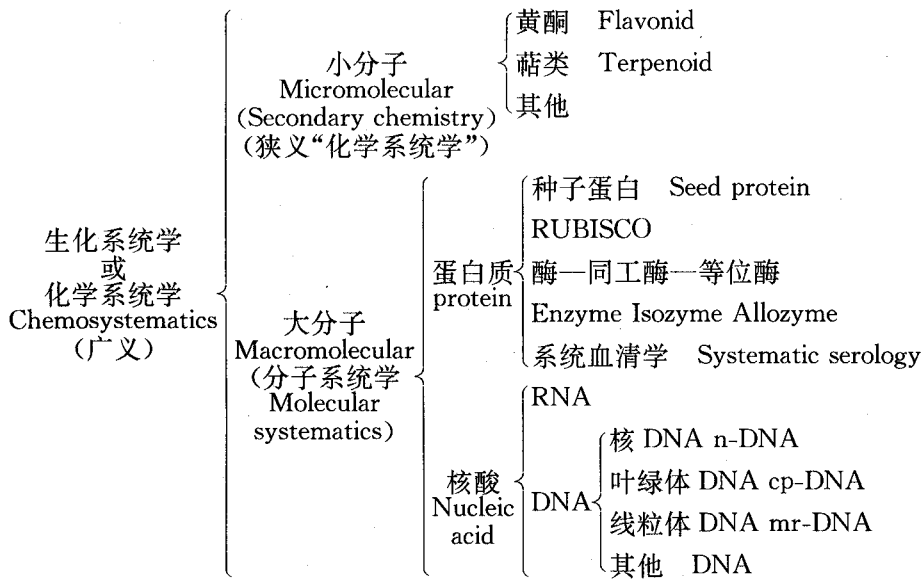 生化系统学
或
化学系统学
Chemosystematics
(广义)
小分子
Micromolecular
(Secondary chemistry)
(狭义“化学系统学”)
黄酮 Flavonid
萜类 Terpenoid
其他
大分子
Macromolecular
(分子系统学
Molecular
systematics)
蛋白质
protein
种子蛋白 Seed protein
RUBISCO
酶—同工酶—等位酶
Enzyme Isozyme Allozyme
系统血清学 Systematic serology
核酸
Nucleic
acid
RNA
DNA
核 DNA n-DNA
叶绿体 DNA cp-DNA
线粒体 DNA mr-DNA
其他 DNA